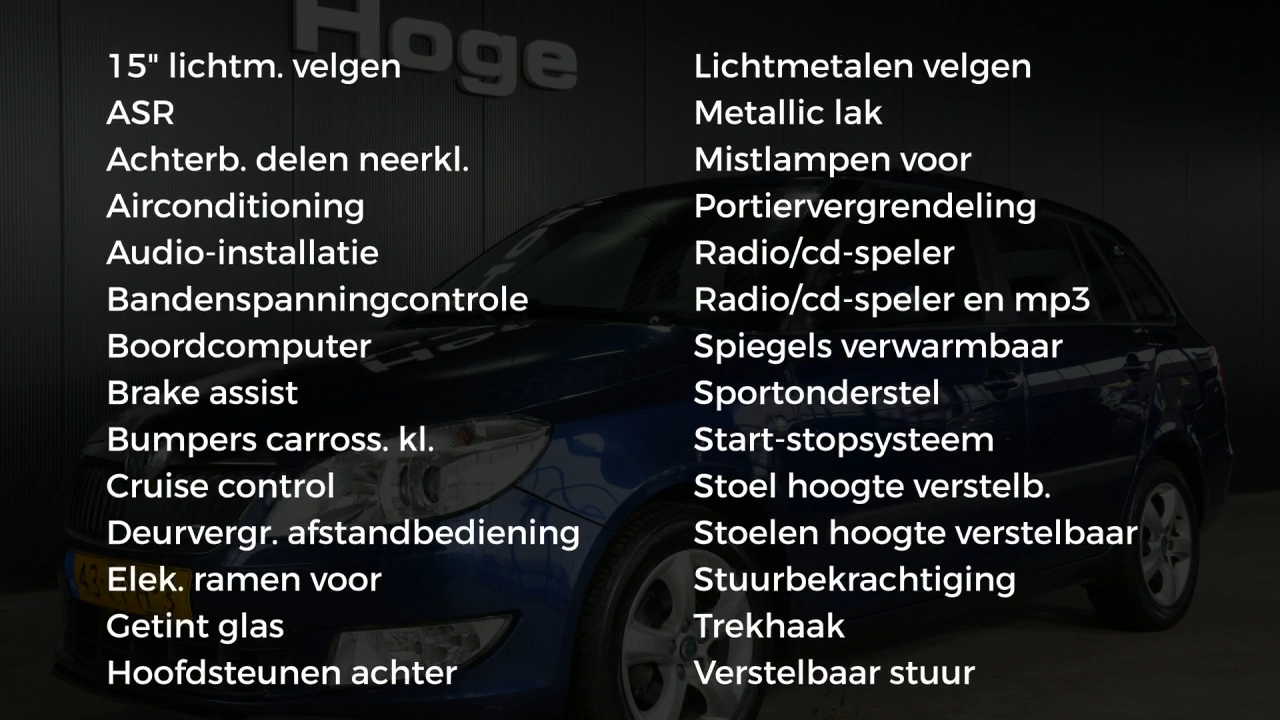 Hoge
15" lichtm. velgen
ASR
Achterb. delen neerkl.
Airconditioning
Audio-installatie
Bandenspanningcontrole
Boordcomputer
Brake assist
Bumpers carross. kl.
Cruise control
Deurvergr. afstandbediening
Elek. ramen voor
Getint glas
Hoofdsteunen achter
Lichtmetalen velgen
Metallic lak
Mistlampen voor
Portiervergrendeling
Radio/cd-speler
Radio/cd-speler en mp3
Spiegels verwarmbaar
Sportonderstel
Start-stopsysteem
Stoel hoogte verstelb.
Stoelen hoogte verstelbaar
Stuurbekrachtiging
Trekhaak
Verstelbaar stuur